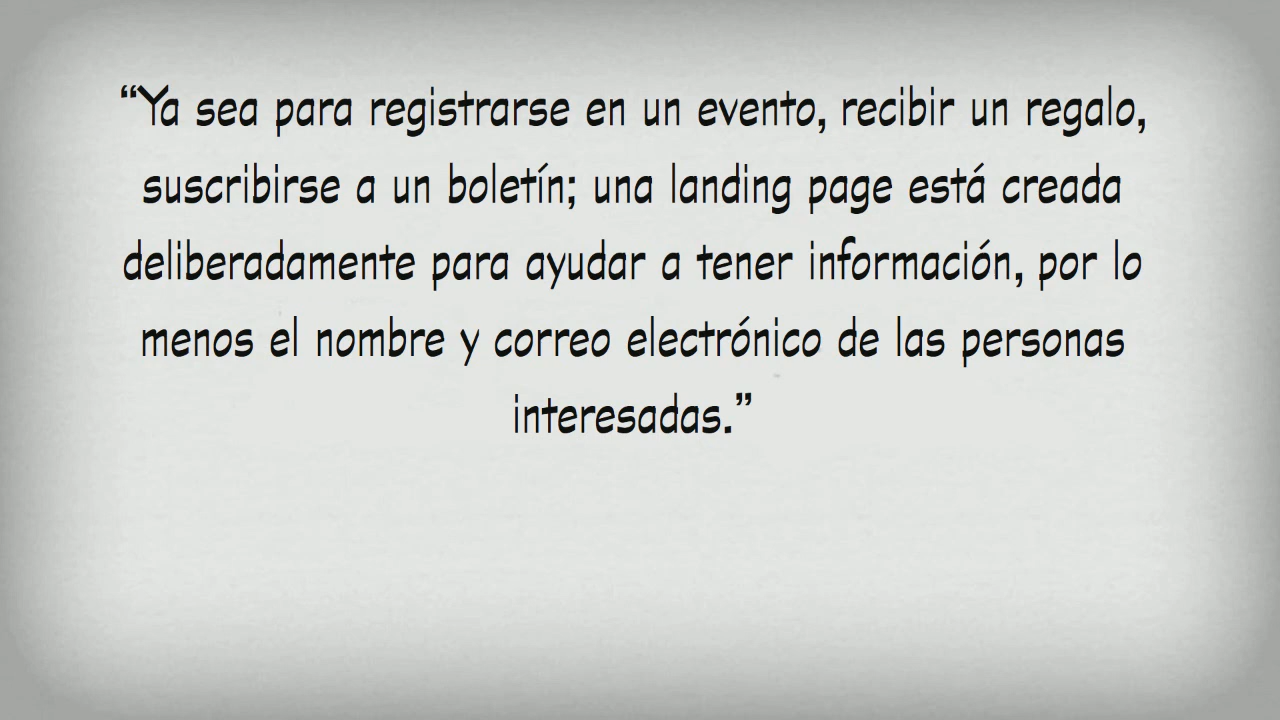 “Ya sea para registrarse en un evento, recibir un regalo,
suscribirse a un boletín; una landing page está creada
deliberadamente para ayudar a tener información, por lo
menos el nombre y correo electrónico de las personas
interesadas.”